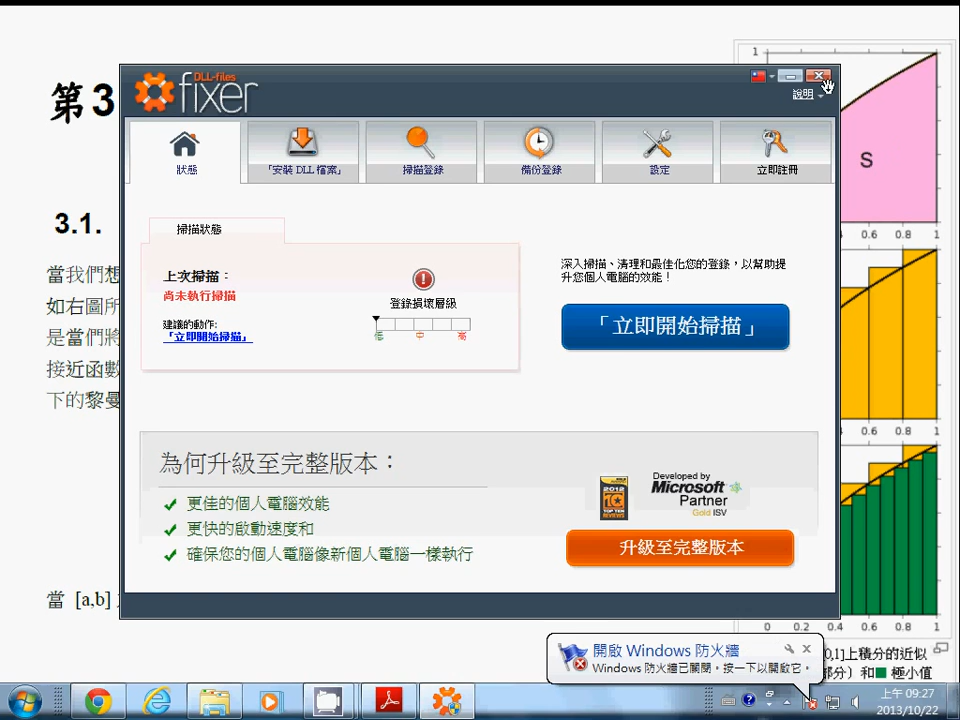 第3
DLL-files
fixer
說明
狀態
「安裝 DLL 檔案」
掃描登錄
備份登錄
設定
立即註冊
1
S
3.1.
掃描狀態
上次掃描：
尚未執行掃描
建議的動作:
「立即開始掃描」
登錄損壞層級
低
中
高
深入掃描、清理和最佳化您的登錄，以幫助提
升您個人電腦的效能！
「立即開始掃描」
當我們想
如右圖所
是當們將
接近函數
下的黎曼
0.6 0.8 1
0.6 0.8 1
為何升級至完整版本：
更佳的個人電腦效能
更快的啟動速度和
確保您的個人電腦像新個人電腦一樣執行
2012
10
TOP TEN
REVIEWS
Developed by
Microsoft
Partner
Gold ISV
升級至完整版本
當 [a,b]
0 0.2 0.4 0.6 0.8 1
開啟 Windows 防火牆
Windows 防火牆已關閉，按一下以開啟它。
0,1]上積分的近似
部分）和 極小值
上午 09:27
2013/10/22